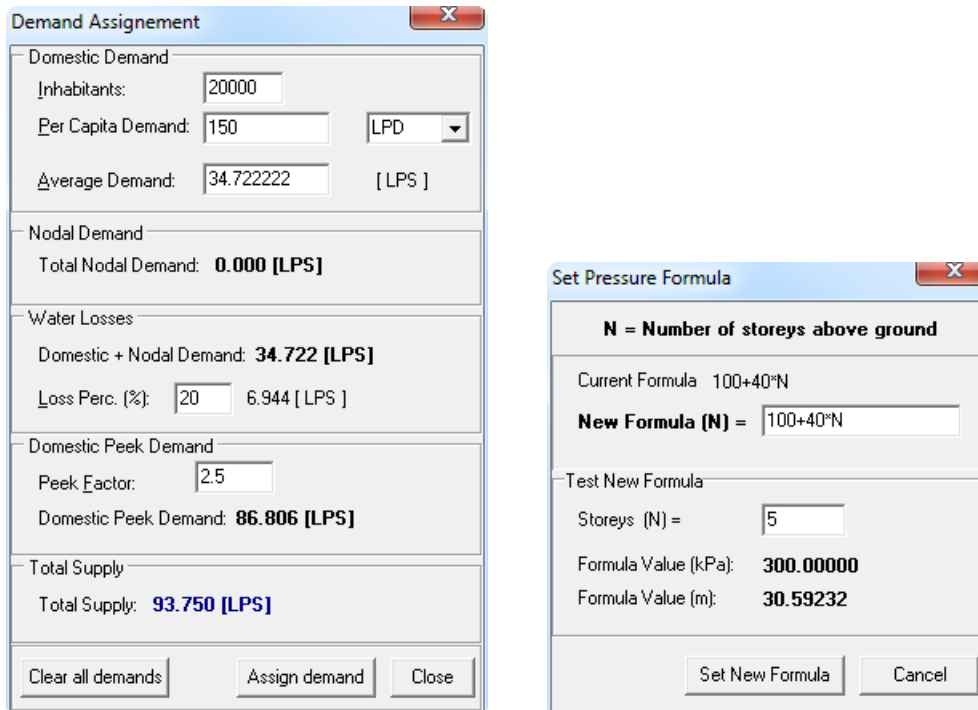 Demand Assignement
Domestic Demand
Inhabitants: 20000
Per Capita Demand: 150 LPD
Average Demand: 34.722222 [ LPS ]
Nodal Demand
Total Nodal Demand: 0.000 [LPS]
Water Losses
Domestic + Nodal Demand: 34.722 [LPS]
Loss Perc. (%): 20 6.944 [ LPS ]
Domestic Peek Demand
Peek Factor: 2.5
Domestic Peek Demand: 86.806 [LPS]
Total Supply
Total Supply: 93.750 [LPS]
Clear all demands Assign demand Close
Set Pressure Formula
N = Number of storeys above ground
Current Formula 100+40*N
New Formula (N) = 100+40*N
Test New Formula
Storeys (N) = 5
Formula Value (kPa): 300.00000
Formula Value (m): 30.59232
Set New Formula Cancel